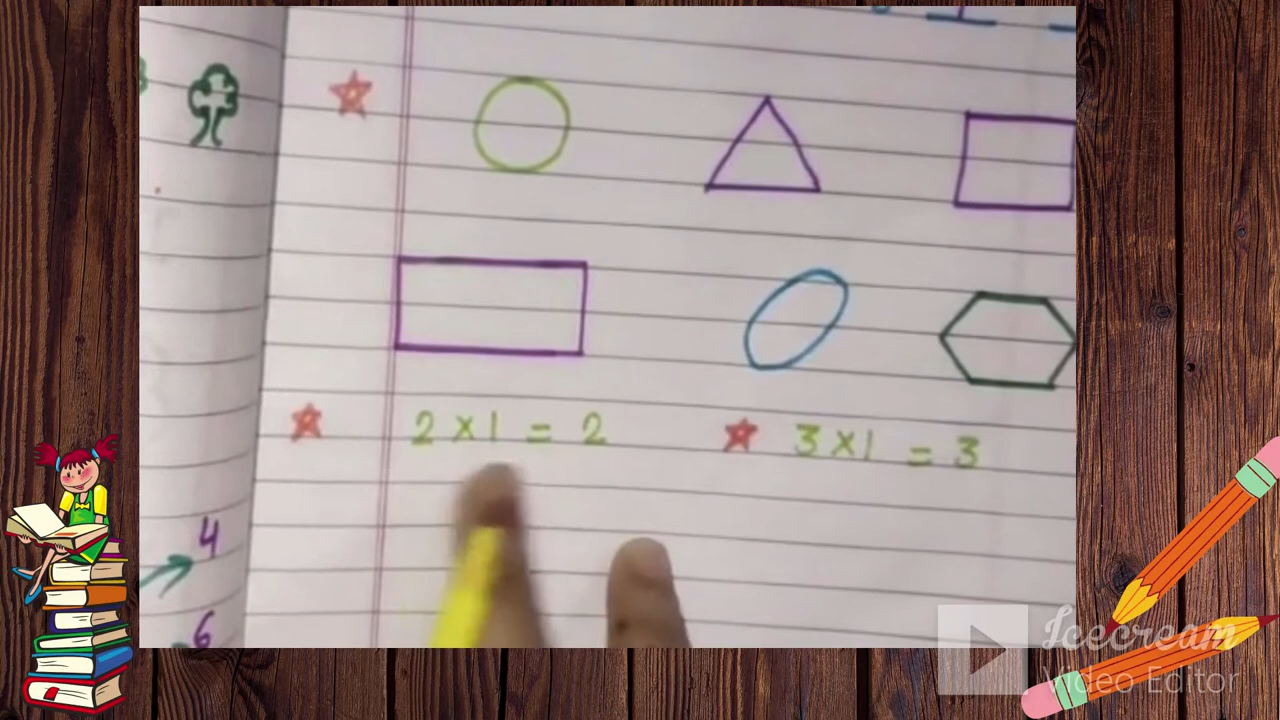 2 × 1 = 2
3 × 1 = 3
4
6
Icecream
Video Editor